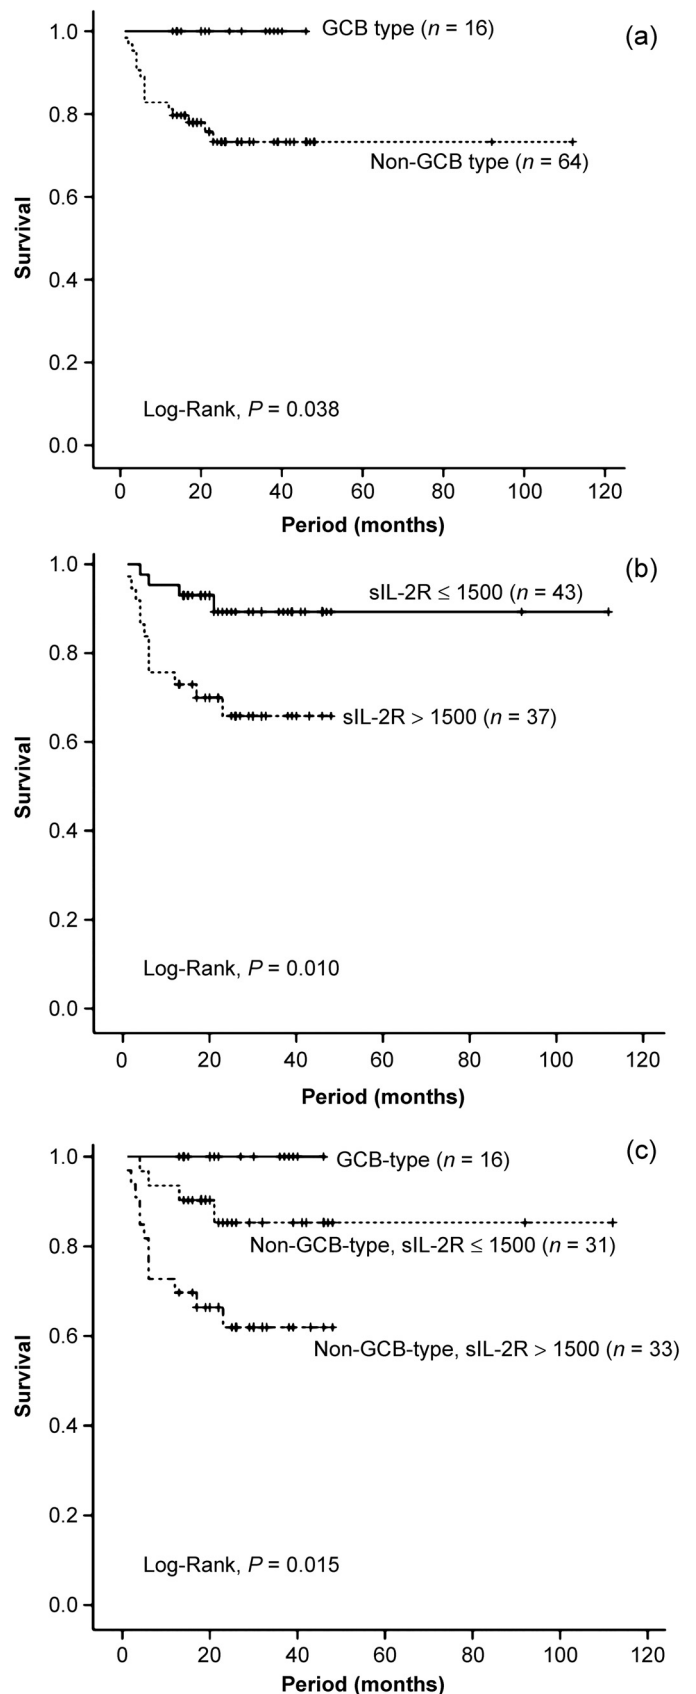 GCB type (n = 16)
(a)
1.0
0.8
0.6
0.4
0.2
0.0
Survival
Non-GCB type (n = 64)
Log-Rank, P = 0.038
0 20 40 60 80 100 120
Period (months)
(b)
1.0
0.8
0.6
0.4
0.2
0.0
Survival
sIL-2R ≤ 1500 (n = 43)
sIL-2R > 1500 (n = 37)
Log-Rank, P = 0.010
0 20 40 60 80 100 120
Period (months)
(c)
1.0
0.8
0.6
0.4
0.2
0.0
Survival
GCB-type (n = 16)
Non-GCB-type, sIL-2R ≤ 1500 (n = 31)
Non-GCB-type, sIL-2R > 1500 (n = 33)
Log-Rank, P = 0.015
0 20 40 60 80 100 120
Period (months)